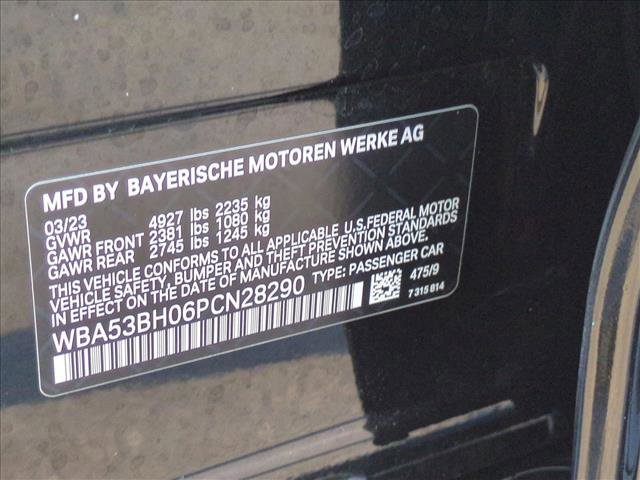 MFD BY BAYERISCHE MOTOREN WERKE AG
03/23
GVWR 4927 lbs 2235 kg
GAWR FRONT 2381 lbs 1080 kg
GAWR REAR 2745 lbs 1245 kg
THIS VEHICLE CONFORMS TO ALL APPLICABLE U.S.FEDERAL MOTOR
VEHICLE SAFETY, BUMPER AND THEFT PREVENTION STANDARDS
IN EFFECT ON THE DATE OF MANUFACTURE SHOWN ABOVE.
WBA53BH06PCN28290 TYPE: PASSENGER CAR
475/9
7 315 014